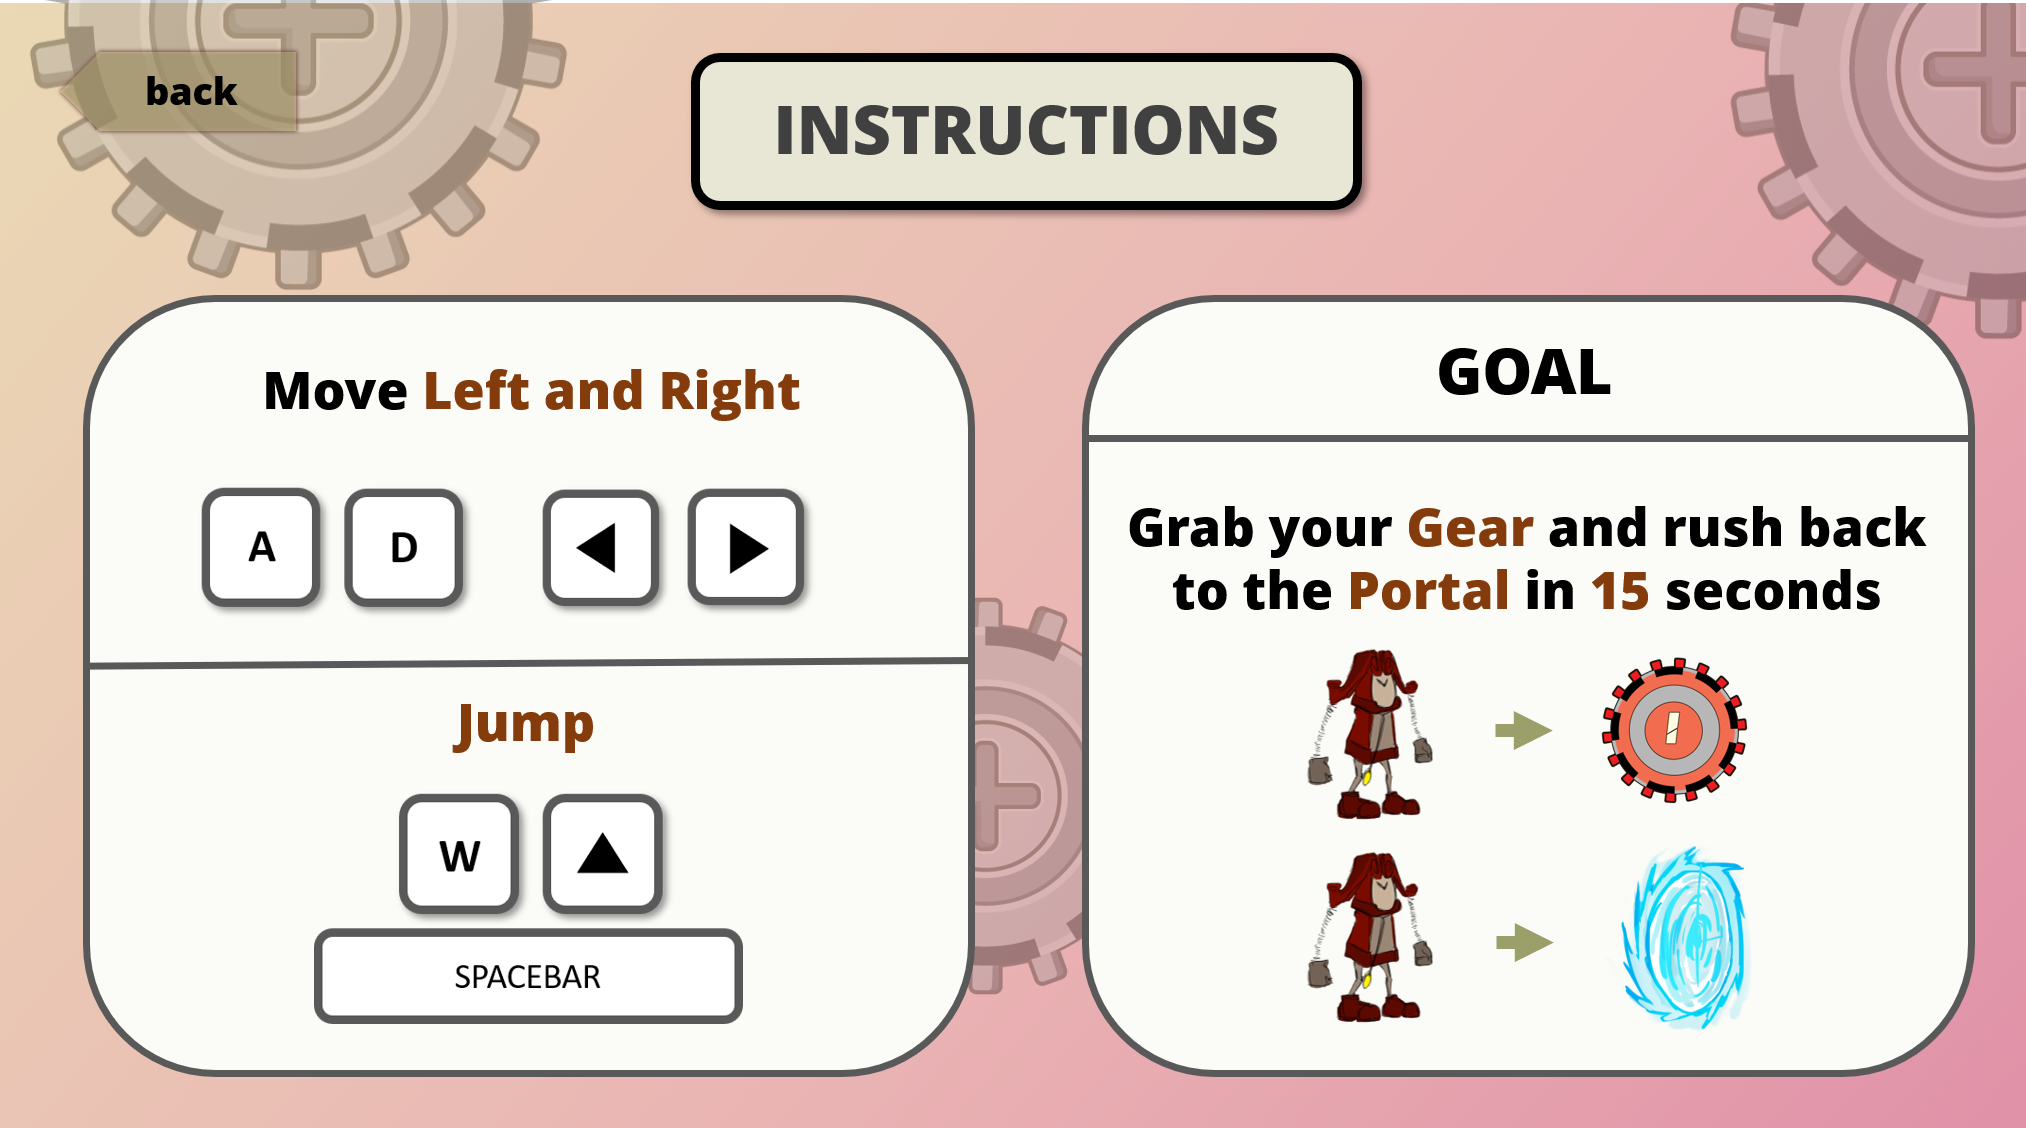 back
INSTRUCTIONS
Move Left and Right
A D
Jump
W
SPACEBAR
GOAL
Grab your Gear and rush back
to the Portal in 15 seconds